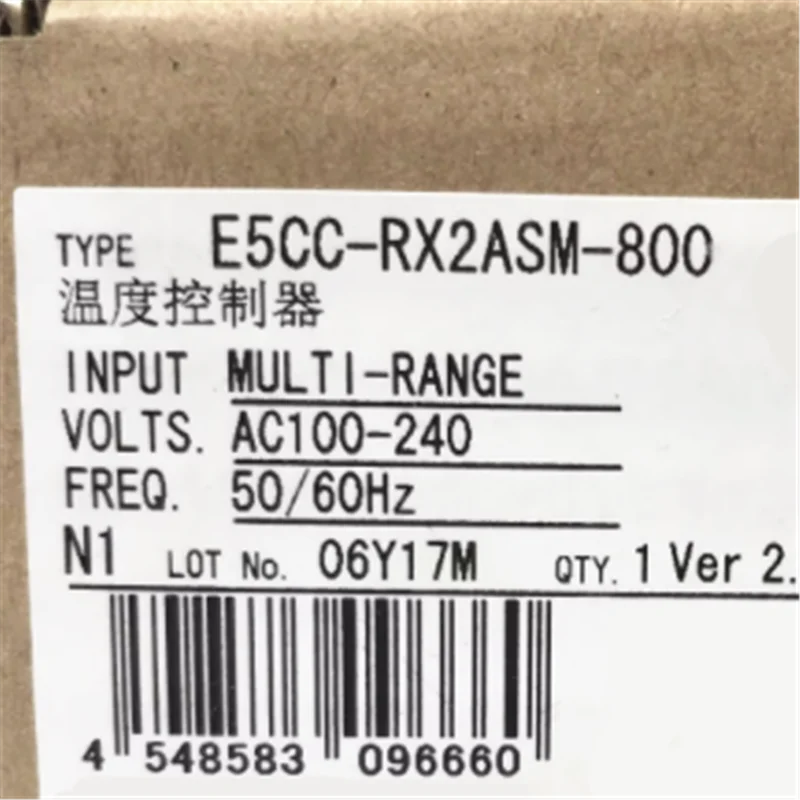 TYPE E5CC-RX2ASM-800
温度控制器
INPUT MULTI-RANGE
VOLTS. AC100-240
FREQ. 50/60Hz
N1 LOT No. 06Y17M QTY. 1 Ver 2.
4 548583 096660